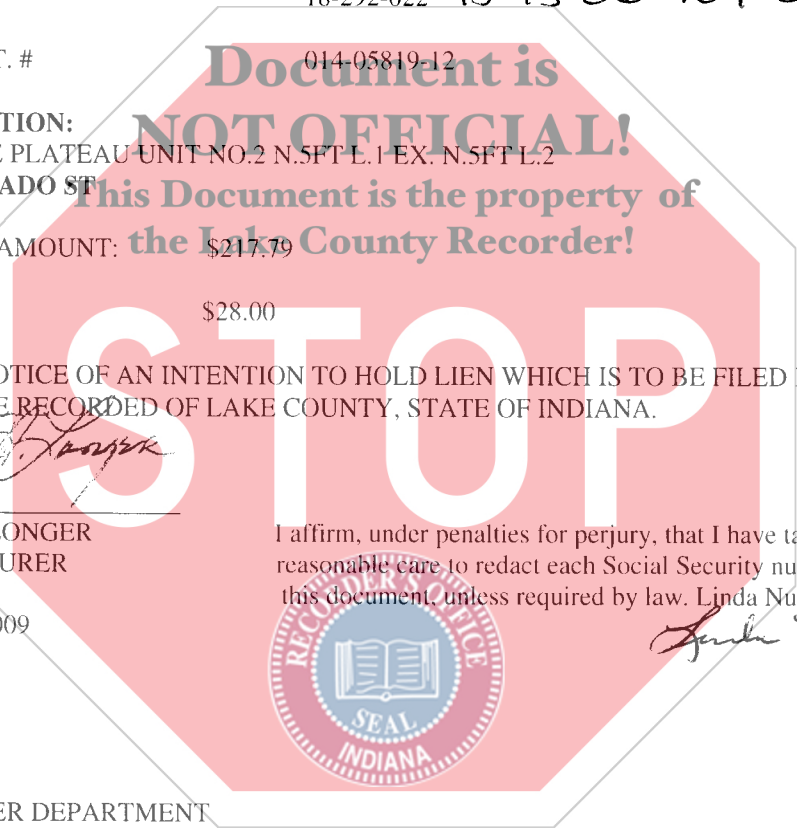 18-292-022
T. # 014-05819-12
Document is
NOT OFFICIAL!
TION:
E PLATEAU UNIT NO.2 N.5FT L.1 EX. N.5FT L.2
ADO ST
This Document is the property of
the Lake County Recorder!
AMOUNT: $217.79
$28.00
STOP
OTICE OF AN INTENTION TO HOLD LIEN WHICH IS TO BE FILED
E RECORDED OF LAKE COUNTY, STATE OF INDIANA.
ONGER
URER
I affirm, under penalties for perjury, that I have ta
reasonable care to redact each Social Security nu
this document, unless required by law. Linda Nu
009
RECORDER'S OFFICE
SEAL
INDIANA
ER DEPARTMENT